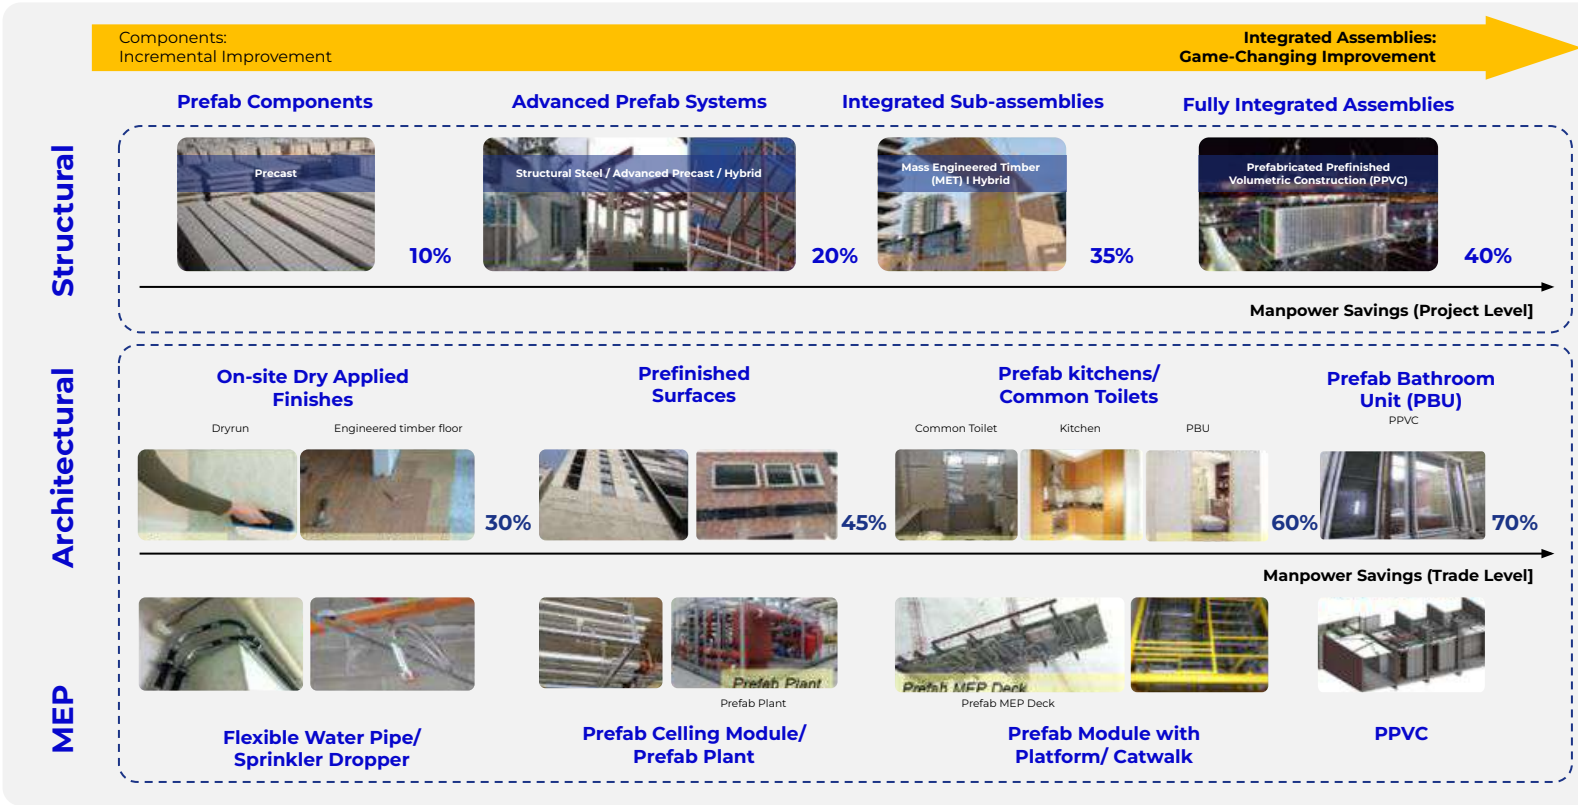 Components:
Incremental Improvement
Integrated Assemblies:
Game-Changing Improvement
Prefab Components
Advanced Prefab Systems
Integrated Sub-assemblies
Fully Integrated Assemblies
Structural
Precast
Structural Steel / Advanced Precast / Hybrid
Mass Engineered Timber
(MET) I Hybrid
Prefabricated Prefinished
Volumetric Construction (PPVC)
10%
20%
35%
40%
Manpower Savings (Project Level]
Architectural
On-site Dry Applied
Finishes
Prefinished
Surfaces
Prefab kitchens/
Common Toilets
Prefab Bathroom
Unit (PBU)
Dryrun
Engineered timber floor
Common Toilet
Kitchen
PBU
PPVC
30%
45%
60%
70%
Manpower Savings (Trade Level]
MEP
Prefab Plant
Prefab MEP Deck
Prefab Plant
Prefab MEP Deck
Flexible Water Pipe/
Sprinkler Dropper
Prefab Celling Module/
Prefab Plant
Prefab Module with
Platform/ Catwalk
PPVC